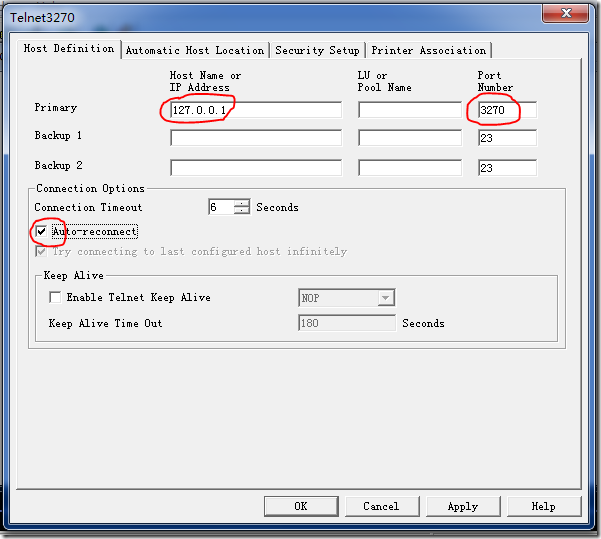 Telnet3270
Host Definition Automatic Host Location Security Setup Printer Association
Host Name or IP Address LU or Pool Name Port Number
Primary 127.0.0.1 3270
Backup 1 23
Backup 2 23
Connection Options
Connection Timeout 6 Seconds
Auto-reconnect
Try connecting to last configured host infinitely
Keep Alive
Enable Telnet Keep Alive NOP
Keep Alive Time Out 180 Seconds
OK Cancel Apply Help